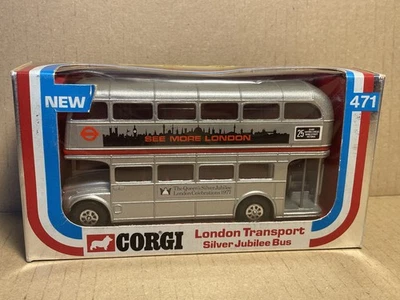 NEW
471
SEE MORE LONDON
25
The Queen's Silver Jubilee
London Celebrations 1977
CORGI
London Transport
Silver Jubilee Bus